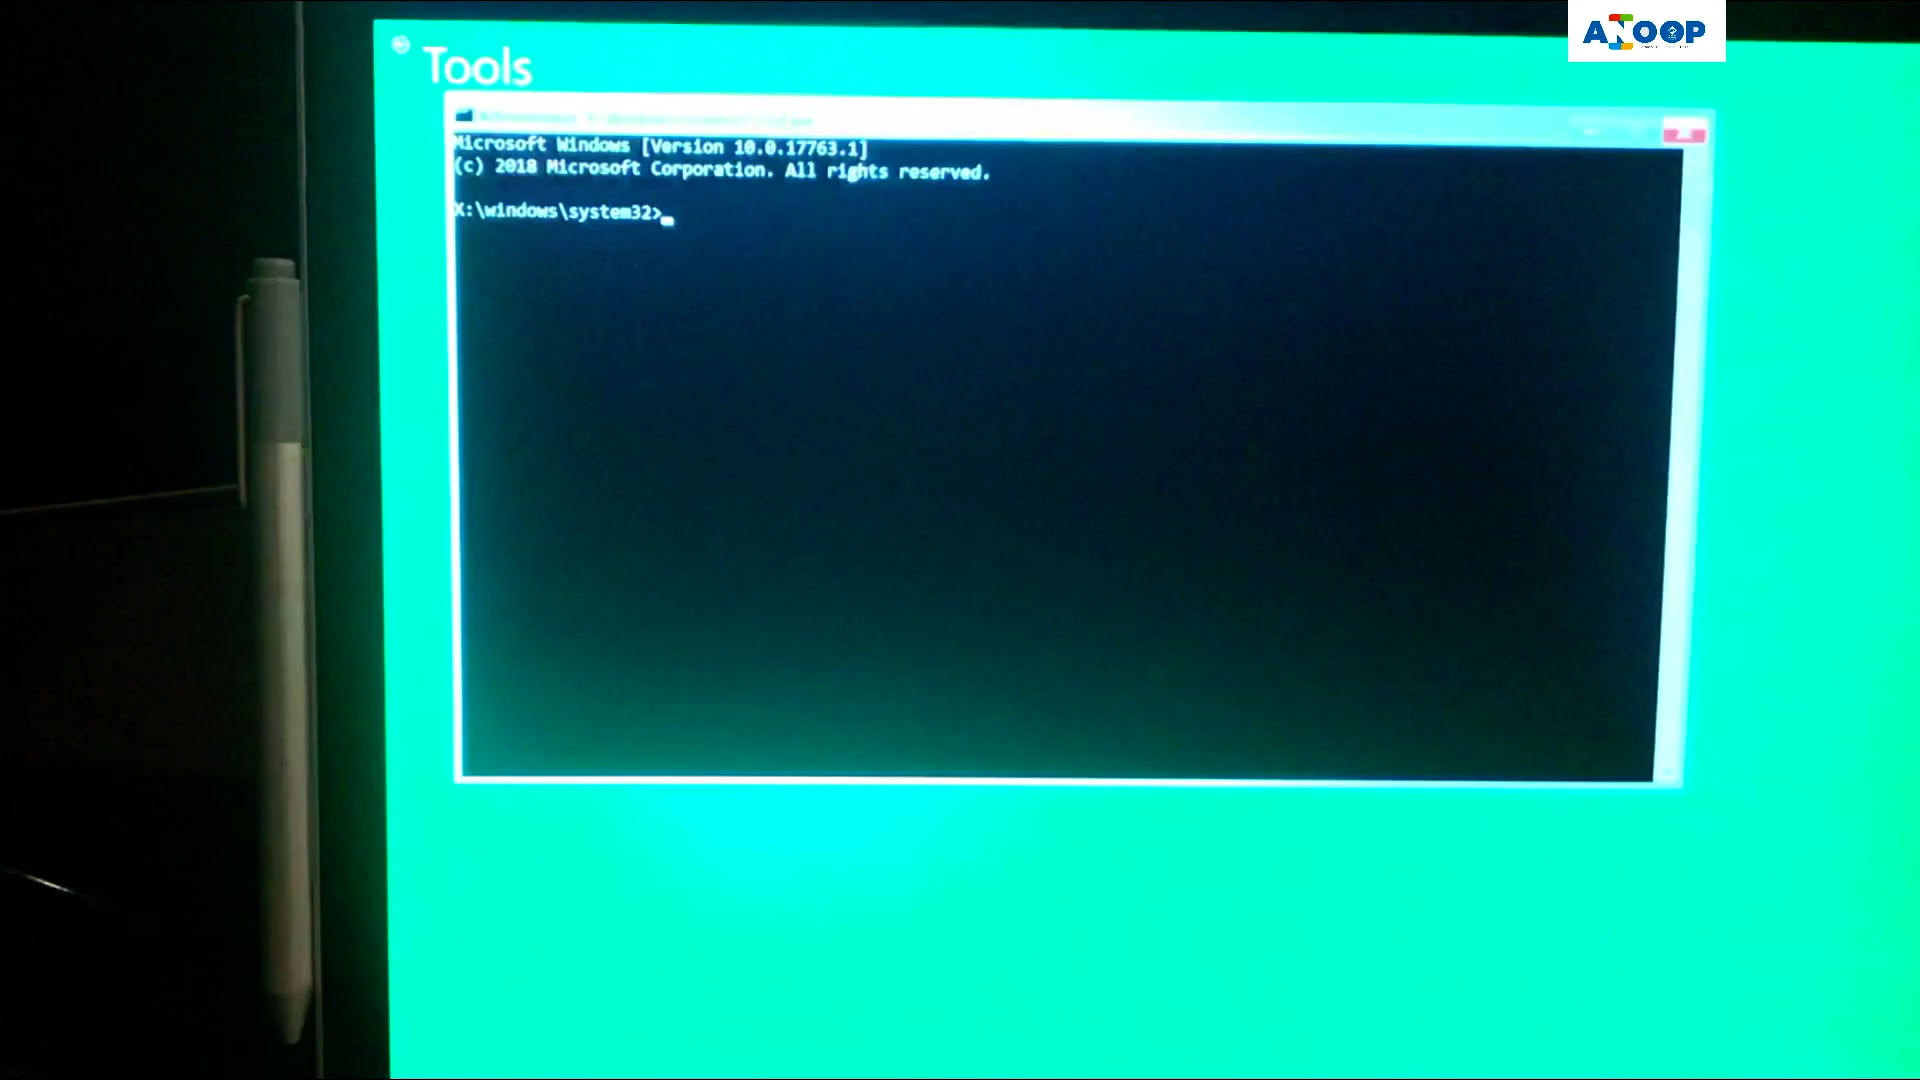 ANOOP
Tools
Microsoft Windows [Version 10.0.17763.1]
(c) 2018 Microsoft Corporation. All rights reserved.
X:\windows\system32>